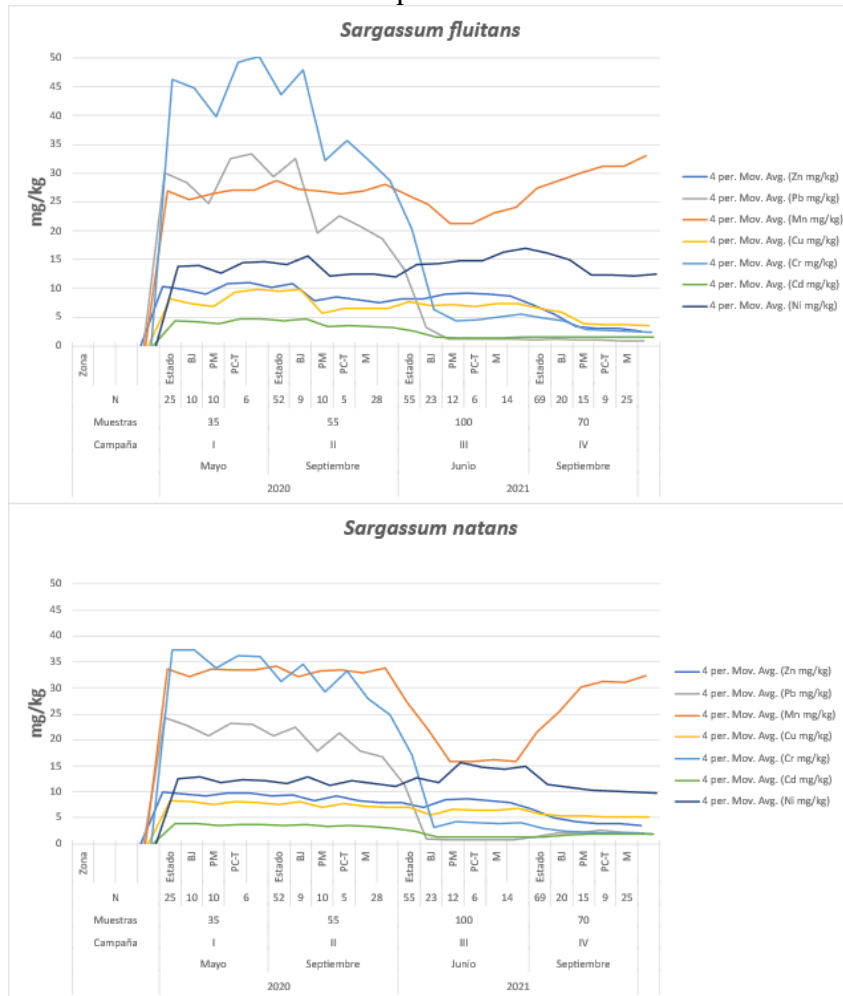 Sargassum fluitans
50
45
40
35
30
25
20
15
10
5
0
mg/kg
4 per. Mov. Avg. (Zn mg/kg)
4 per. Mov. Avg. (Pb mg/kg)
4 per. Mov. Avg. (Mn mg/kg)
4 per. Mov. Avg. (Cu mg/kg)
4 per. Mov. Avg. (Cr mg/kg)
4 per. Mov. Avg. (Cd mg/kg)
4 per. Mov. Avg. (Ni mg/kg)
Zona Estado BJ PM PC-T Estado BJ PM PC-T M Estado BJ PM PC-T M Estado BJ PM PC-T M
N 25 10 10 6 52 9 10 5 28 55 23 12 6 14 69 20 15 9 25
Muestras 35 55 100 70
Campaña I II III IV
Mayo Septiembre Junio Septiembre
2020 2021
Sargassum natans
50
45
40
35
30
25
20
15
10
5
0
mg/kg
4 per. Mov. Avg. (Zn mg/kg)
4 per. Mov. Avg. (Pb mg/kg)
4 per. Mov. Avg. (Mn mg/kg)
4 per. Mov. Avg. (Cu mg/kg)
4 per. Mov. Avg. (Cr mg/kg)
4 per. Mov. Avg. (Cd mg/kg)
4 per. Mov. Avg. (Ni mg/kg)
Zona Estado BJ PM PC-T Estado BJ PM PC-T M Estado BJ PM PC-T M Estado BJ PM PC-T M
N 25 10 10 6 52 9 10 5 28 55 23 12 6 14 69 20 15 9 25
Muestras 35 55 100 70
Campaña I II III IV
Mayo Septiembre Junio Septiembre
2020 2021